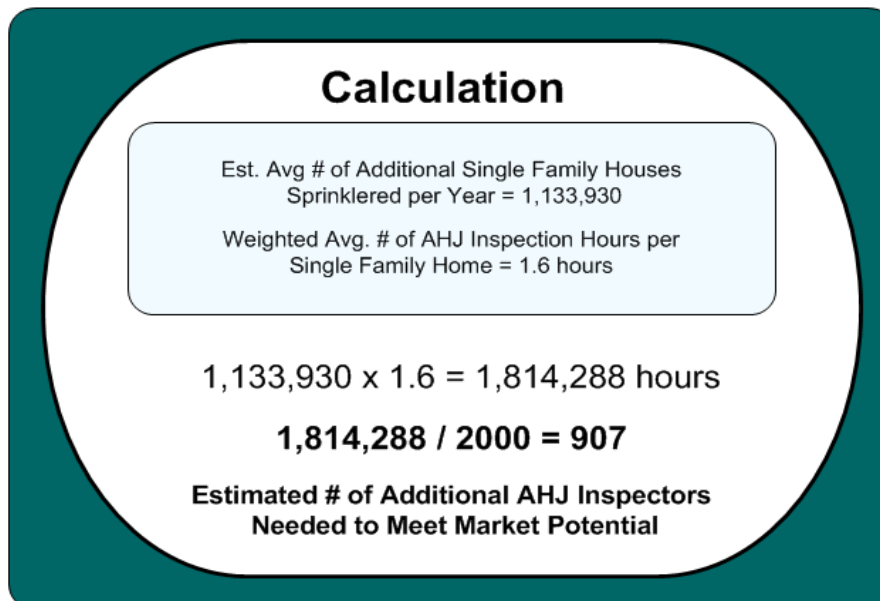 Calculation
Est. Avg # of Additional Single Family Houses
Sprinklered per Year = 1,133,930
Weighted Avg. # of AHJ Inspection Hours per
Single Family Home = 1.6 hours
1,133,930 x 1.6 = 1,814,288 hours
1,814,288 / 2000 = 907
Estimated # of Additional AHJ Inspectors
Needed to Meet Market Potential